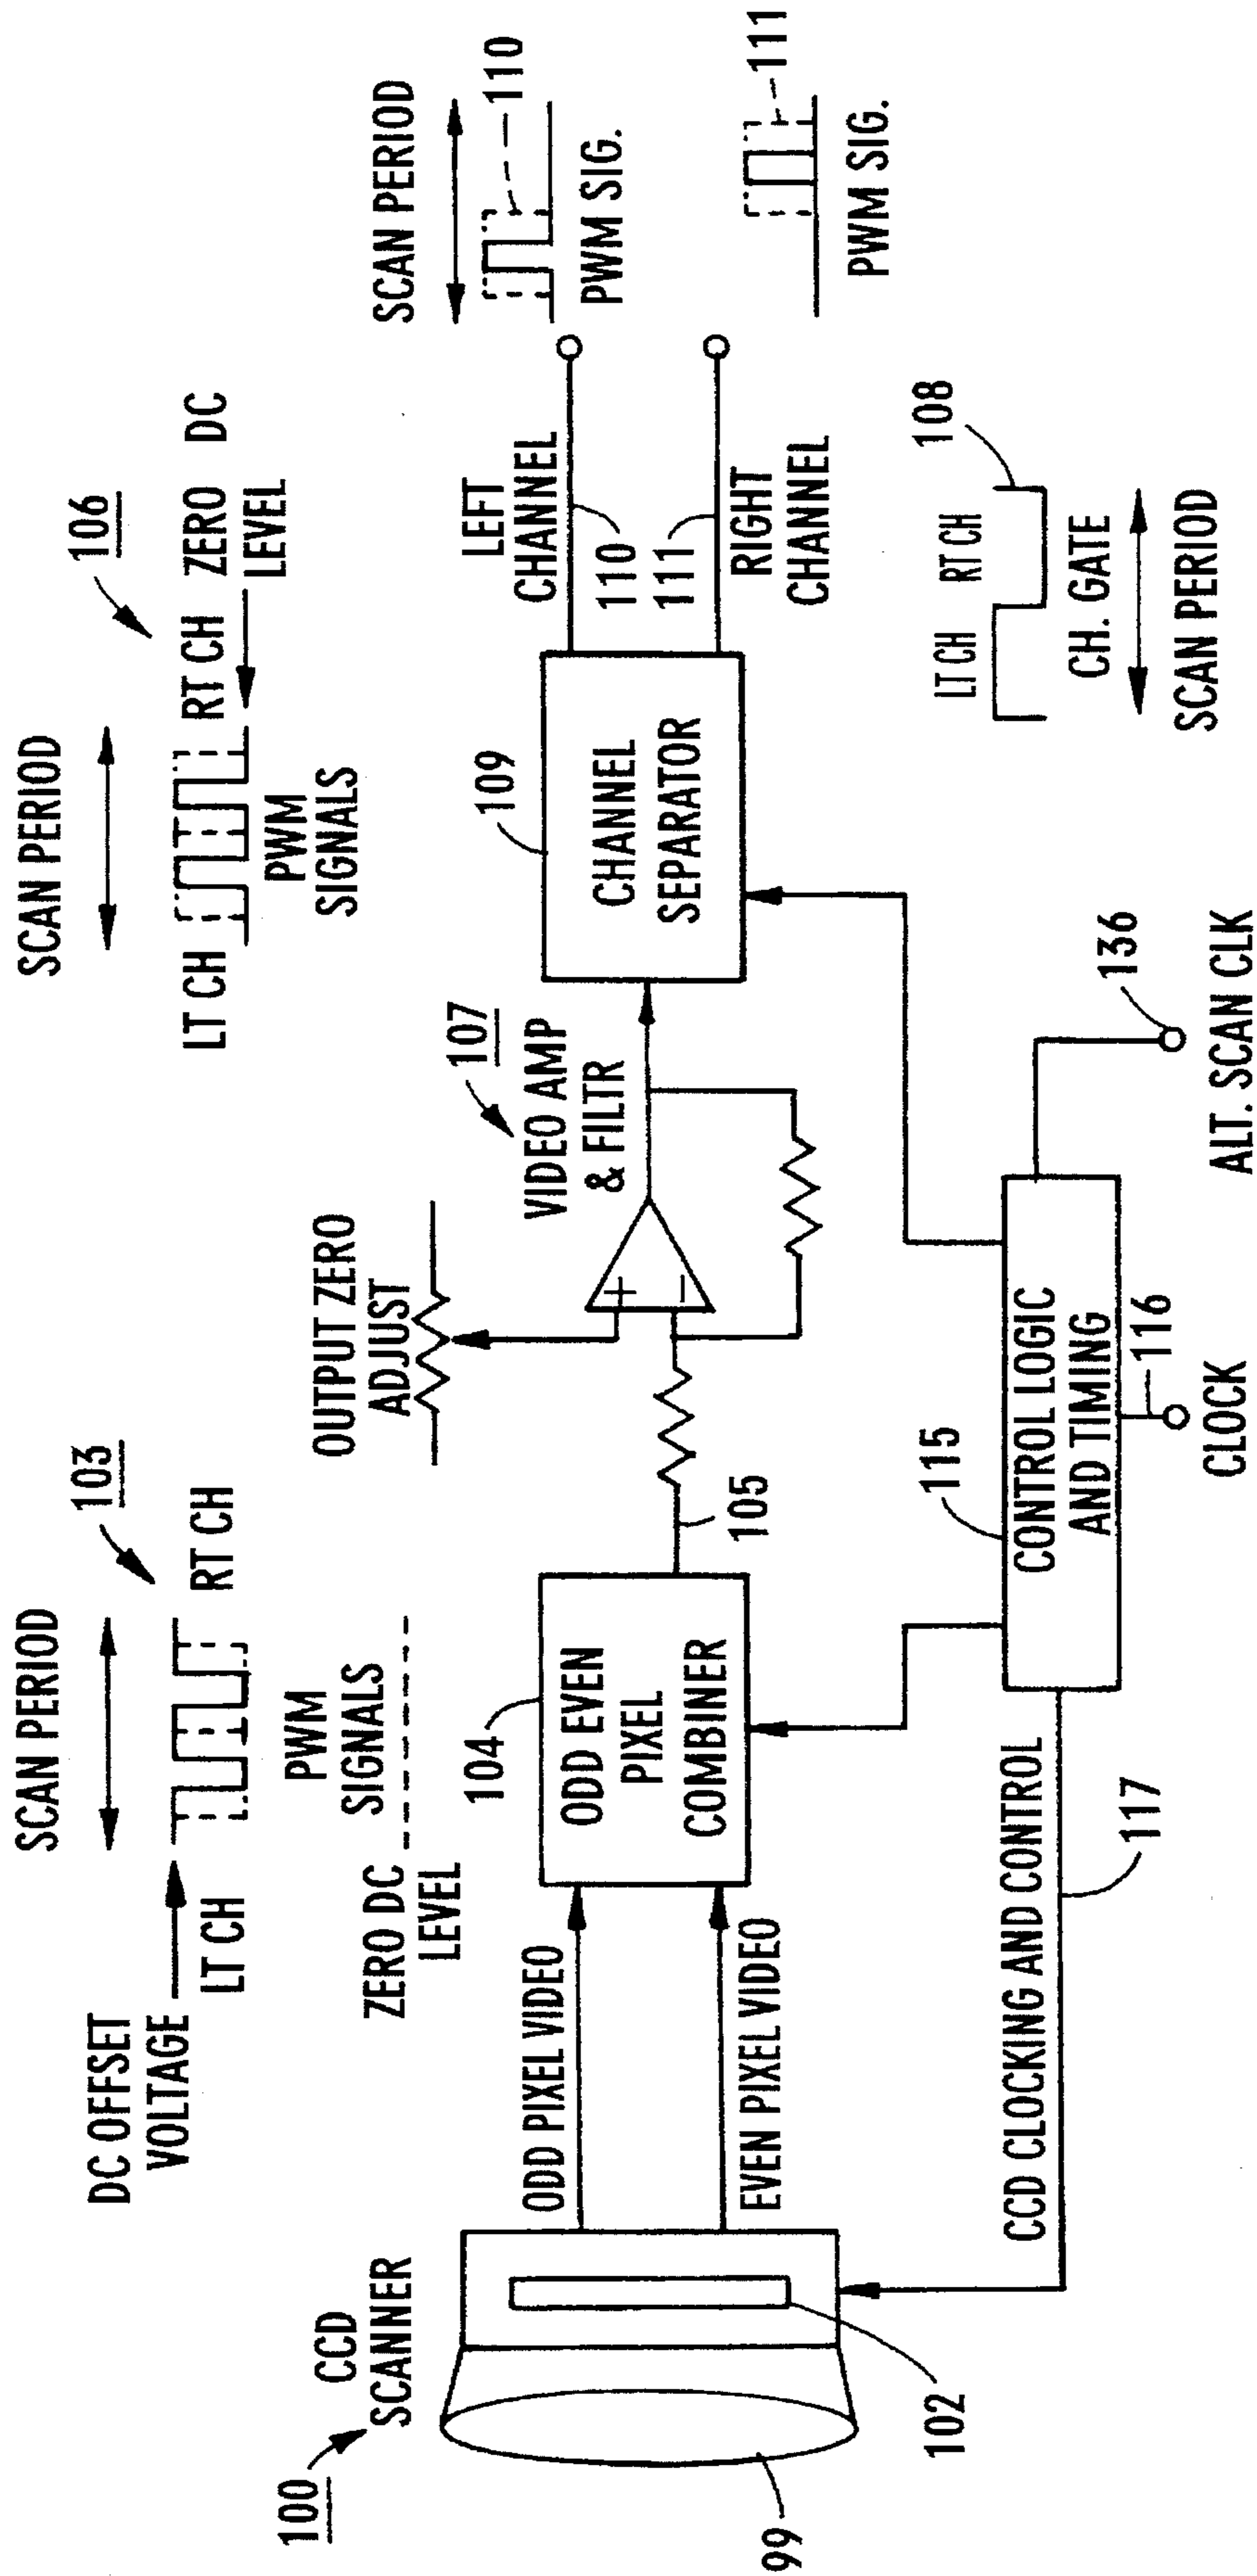 SCAN PERIOD
103
DC OFFSET
VOLTAGE
LT CH
RT CH
PWM
SIGNALS
ZERO DC
LEVEL
SCAN PERIOD
106
LT CH
RT CH
ZERO DC
LEVEL
PWM
SIGNALS
100
CCD
SCANNER
99
102
ODD PIXEL VIDEO
EVEN PIXEL VIDEO
104
ODD EVEN
PIXEL
COMBINER
105
OUTPUT ZERO
ADJUST
107
VIDEO AMP
& FILTR
+
−
109
CHANNEL
SEPARATOR
LEFT
CHANNEL
110
111
RIGHT
CHANNEL
SCAN PERIOD
110
PWM SIG.
111
PWM SIG.
108
LT CH
RT CH
CH. GATE
SCAN PERIOD
CCD CLOCKING AND CONTROL
117
115
CONTROL LOGIC
AND TIMING
116
CLOCK
136
ALT. SCAN CLK